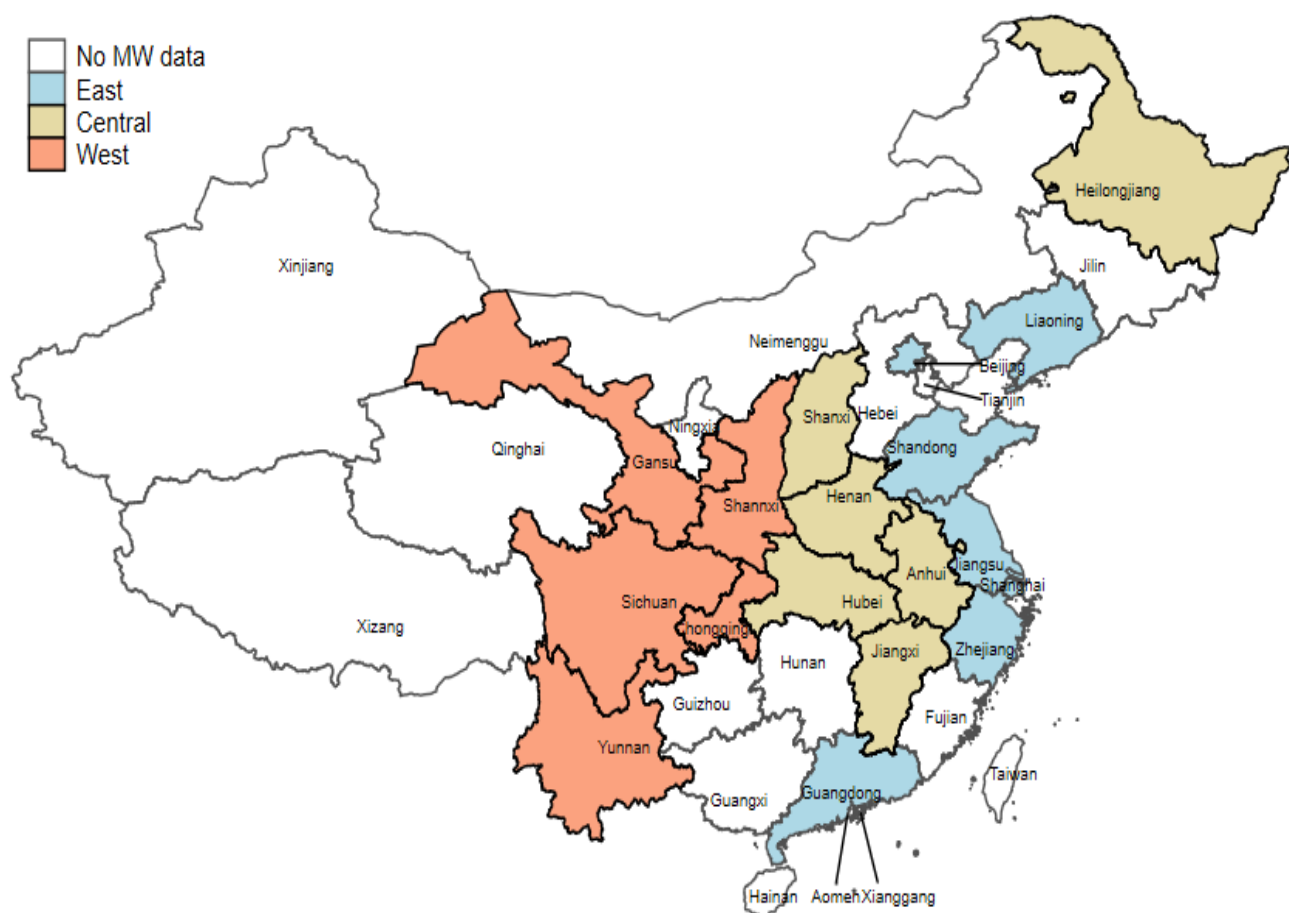 No MW data
East
Central
West
Heilongjiang
Xinjiang
Jilin
Liaoning
Neimenggu
Beijing
Tianjin
Hebei
Shanxi
Ningxia
Qinghai
Gansu
Shandong
Shannxi
Henan
Jiangsu
Anhui
Shanghai
Sichuan
Hubei
Xizang
hongqing
Zhejiang
Jiangxi
Hunan
Guizhou
Fujian
Yunnan
Taiwan
Guangxi
Guangdong
Hainan
Aomen
Xianggang